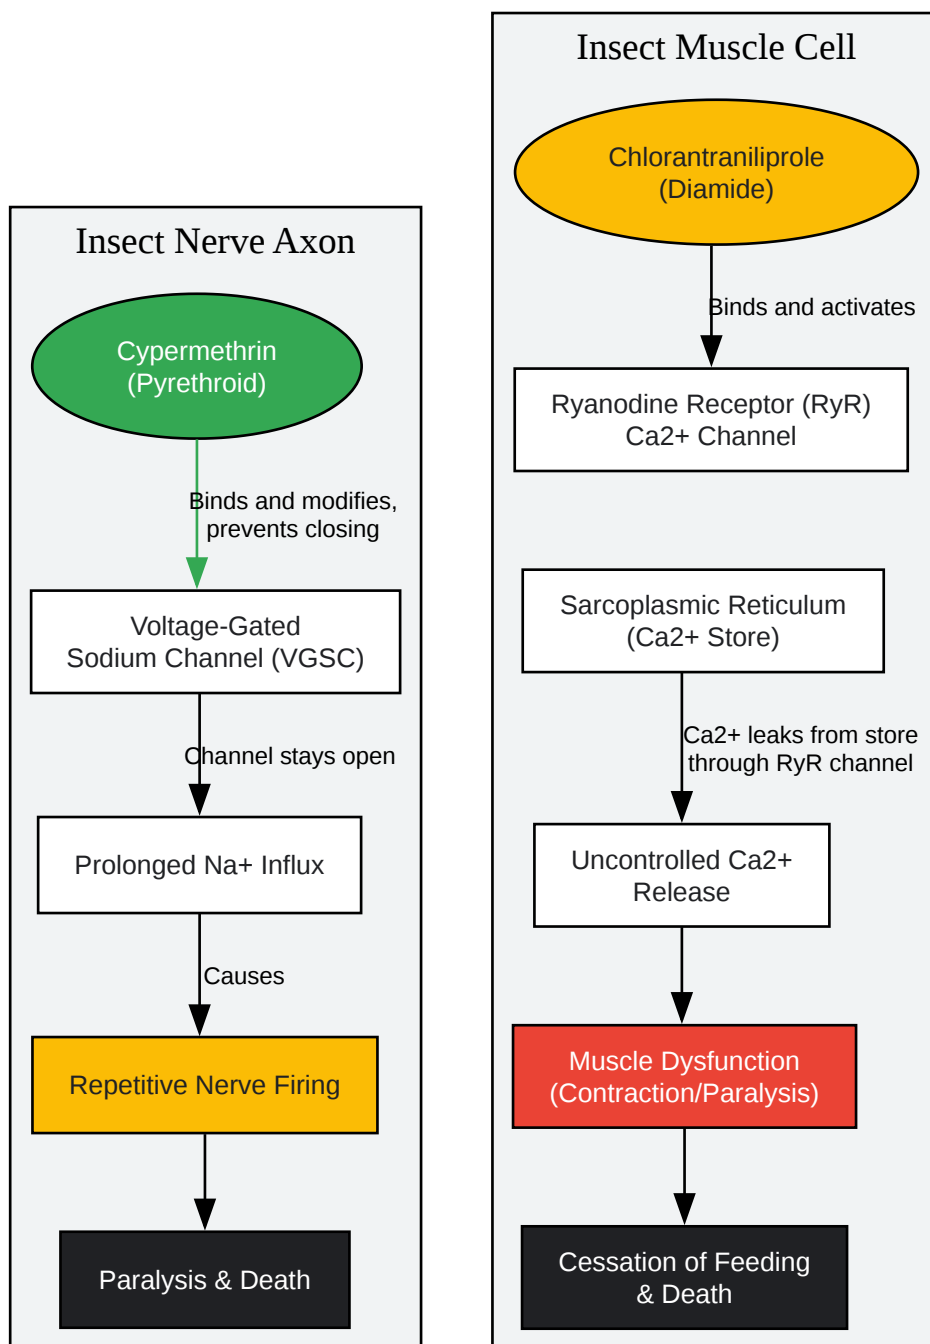 Insect Nerve Axon
Cypermethrin
(Pyrethroid)
Binds and modifies,
prevents closing
Voltage-Gated
Sodium Channel (VGSC)
Channel stays open
Prolonged Na+ Influx
Causes
Repetitive Nerve Firing
Paralysis & Death
Insect Muscle Cell
Chlorantraniliprole
(Diamide)
Binds and activates
Ryanodine Receptor (RyR)
Ca2+ Channel
Sarcoplasmic Reticulum
(Ca2+ Store)
Ca2+ leaks from store
through RyR channel
Uncontrolled Ca2+
Release
Muscle Dysfunction
(Contraction/Paralysis)
Cessation of Feeding
& Death